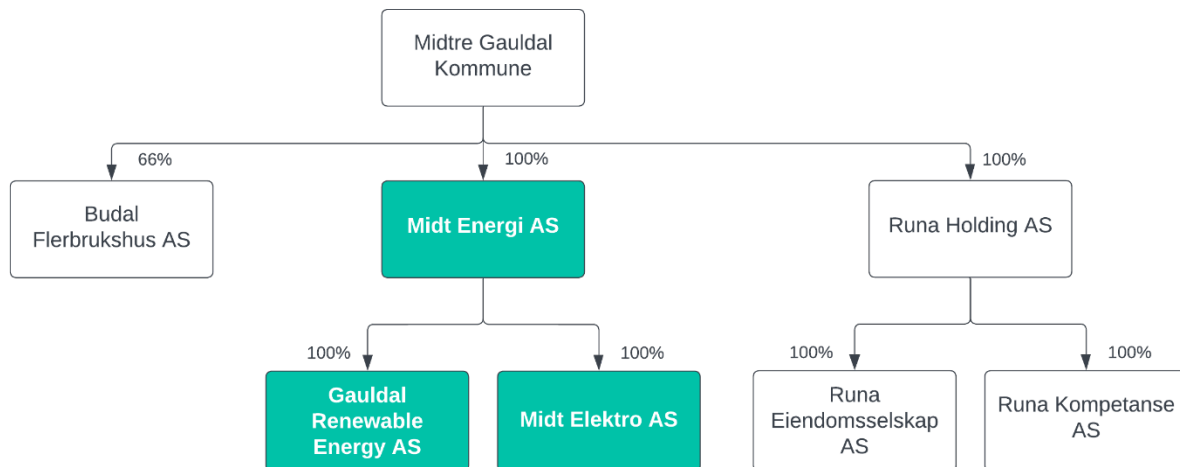 Midtre Gauldal
Kommune
66%
100%
100%
Budal
Flerbrukshus AS
Midt Energi AS
Runa Holding AS
100%
100%
100%
100%
Gauldal
Renewable
Energy AS
Midt Elektro AS
Runa
Eiendomsselskap
AS
Runa Kompetanse
AS